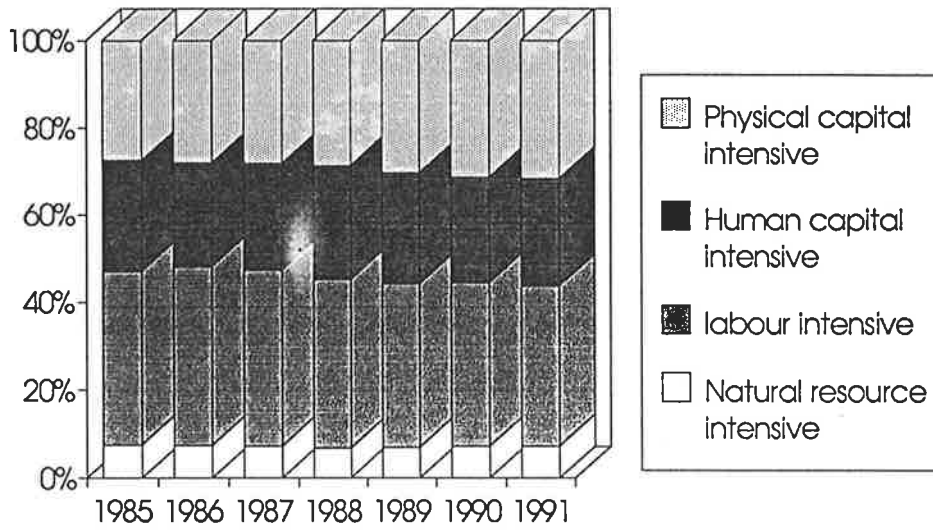 100%
80%
60%
40%
20%
0%
1985 1986 1987 1988 1989 1990 1991
Physical capital
intensive
Human capital
intensive
labour intensive
Natural resource
intensive